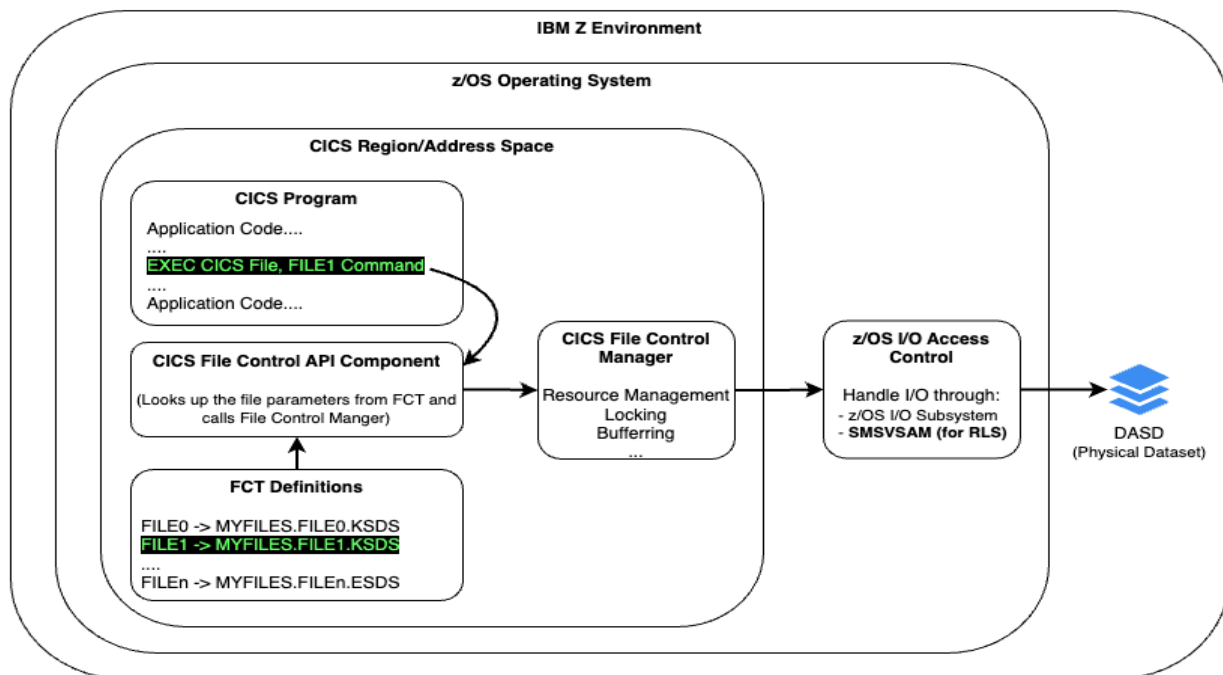 IBM Z Environment
z/OS Operating System
CICS Region/Address Space
CICS Program
Application Code....
....
EXEC CICS File, FILE1 Command
....
Application Code....
CICS File Control API Component
(Looks up the file parameters from FCT and
calls File Control Manger)
FCT Definitions
FILE0 -> MYFILES.FILE0.KSDS
FILE1 -> MYFILES.FILE1.KSDS
....
FILEn -> MYFILES.FILEn.ESDS
CICS File Control
Manager
Resource Management
Locking
Bufferring
...
z/OS I/O Access
Control
Handle I/O through:
- z/OS I/O Subsystem
- SMSVSAM (for RLS)
DASD
(Physical Dataset)